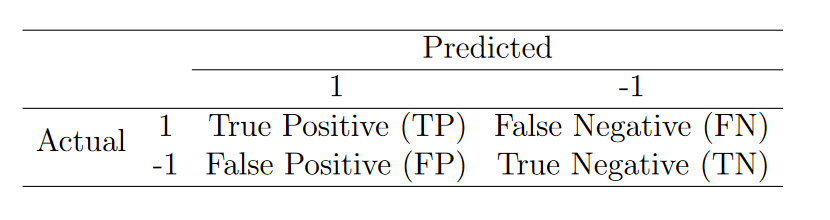 Predicted
1 -1
Actual 1 True Positive (TP) False Negative (FN)
-1 False Positive (FP) True Negative (TN)